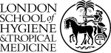 LONDON
SCHOOL of
HYGIENE
& TROPICAL
MEDICINE